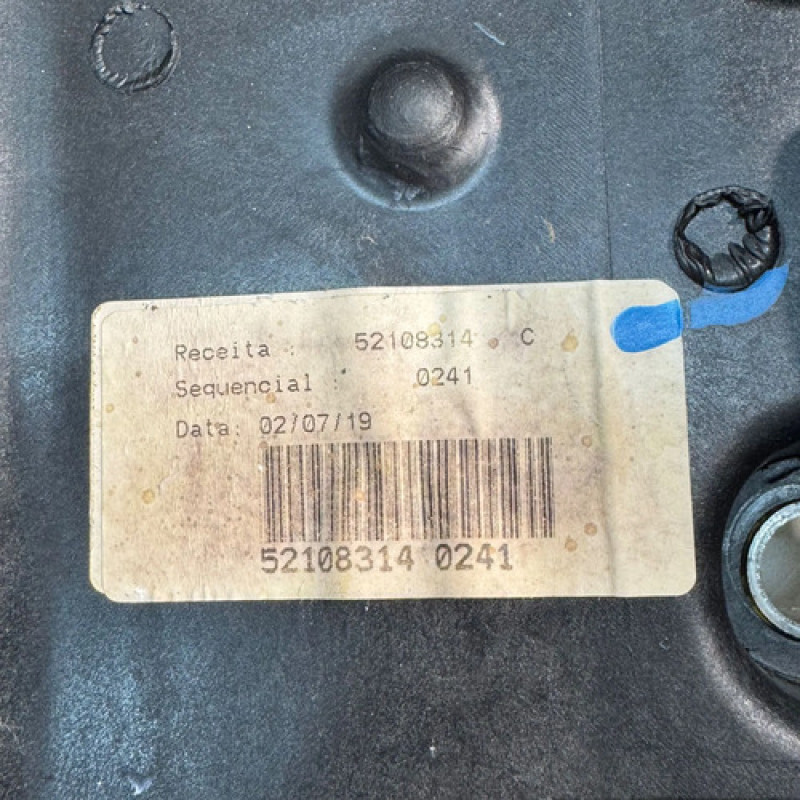 Receita : 52108314 C
Sequencial : 0241
Data: 02/07/19
52108314 0241